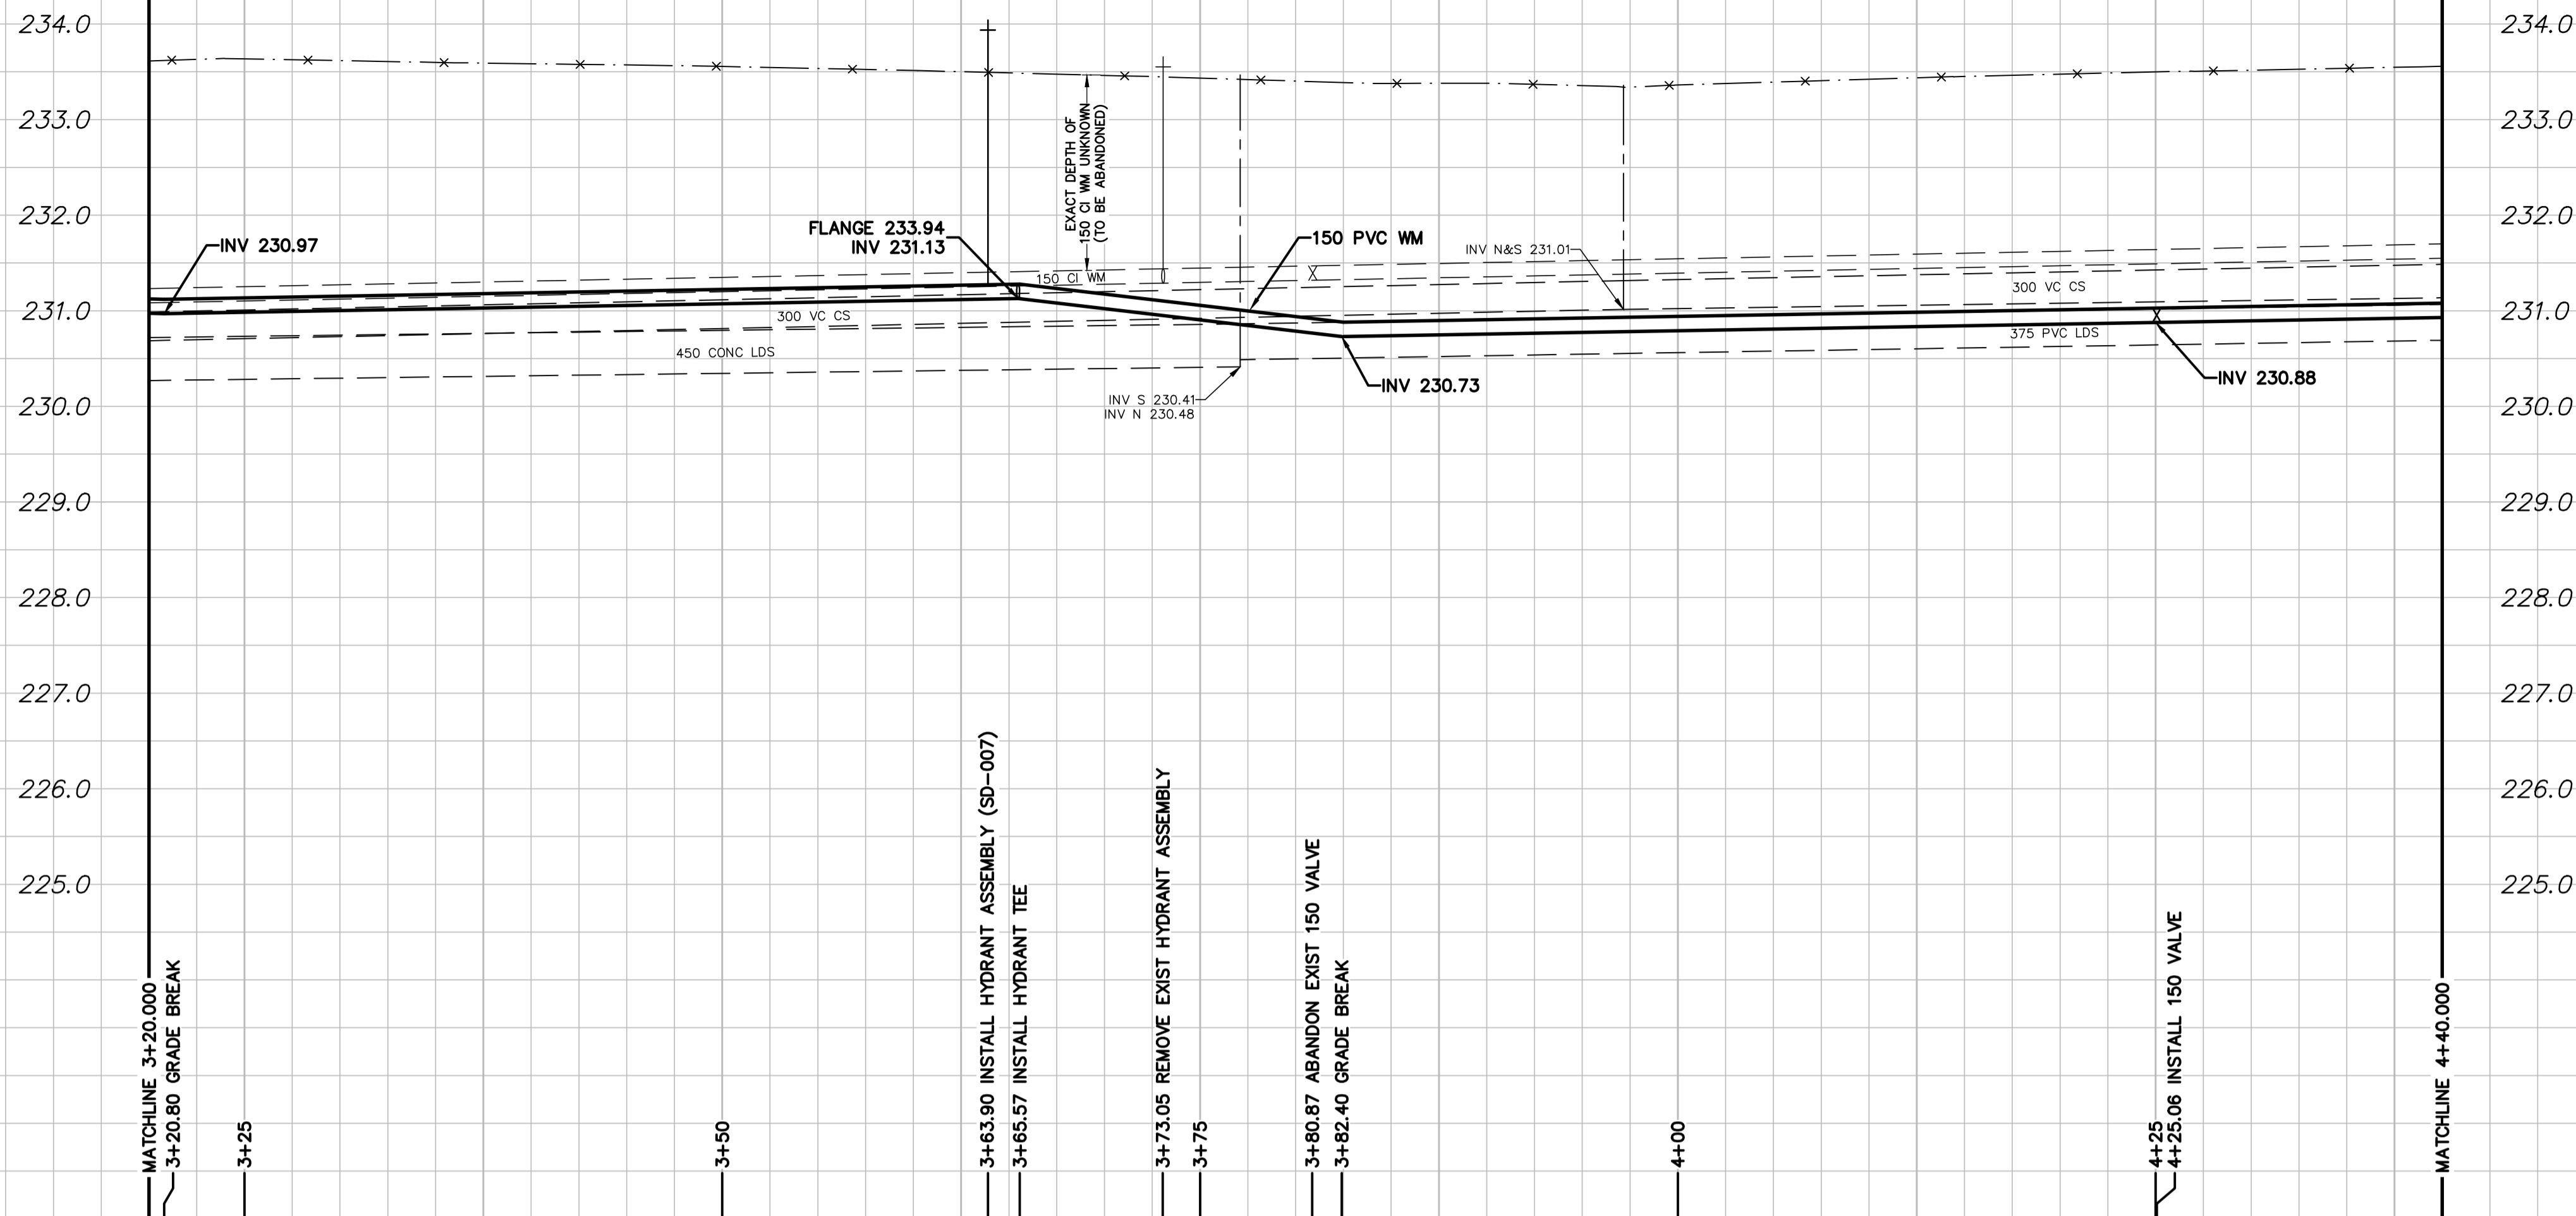 234.0
234.0
233.0
233.0
232.0
232.0
231.0
231.0
230.0
230.0
229.0
229.0
228.0
228.0
227.0
227.0
226.0
226.0
225.0
225.0
INV 230.97
FLANGE 233.94
INV 231.13
EXACT DEPTH OF
150 CI WM UNKNOWN
(TO BE ABANDONED)
150 PVC WM
INV N&S 231.01
150 CI WM
300 VC CS
300 VC CS
450 CONC LDS
375 PVC LDS
INV S 230.41
INV N 230.48
INV 230.73
INV 230.88
MATCHLINE 3+20.000
3+20.80 GRADE BREAK
3+25
3+50
3+63.90 INSTALL HYDRANT ASSEMBLY (SD-007)
3+65.57 INSTALL HYDRANT TEE
3+73.05 REMOVE EXIST HYDRANT ASSEMBLY
3+75
3+80.87 ABANDON EXIST 150 VALVE
3+82.40 GRADE BREAK
4+00
4+25
4+25.06 INSTALL 150 VALVE
MATCHLINE 4+40.000